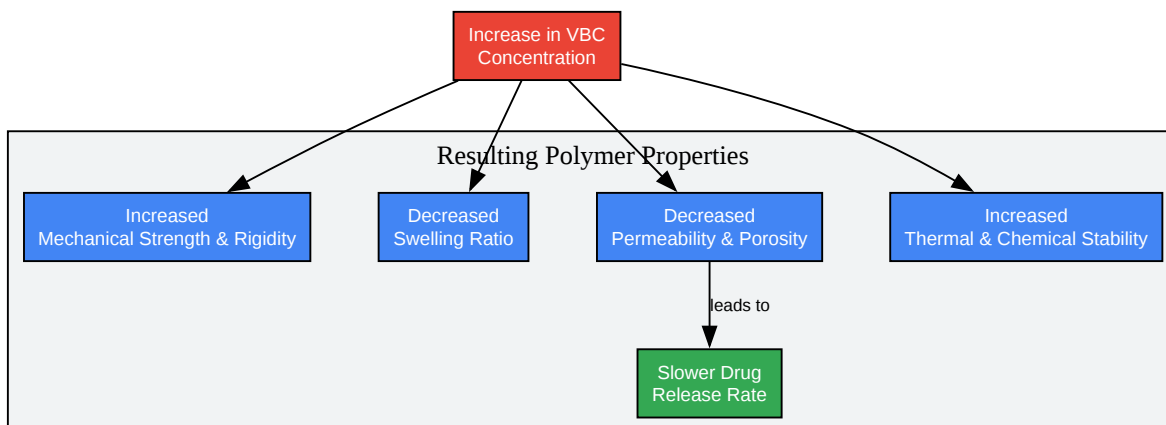 Increase in VBC
Concentration
Resulting Polymer Properties
Increased
Mechanical Strength & Rigidity
Decreased
Swelling Ratio
Decreased
Permeability & Porosity
Increased
Thermal & Chemical Stability
leads to
Slower Drug
Release Rate